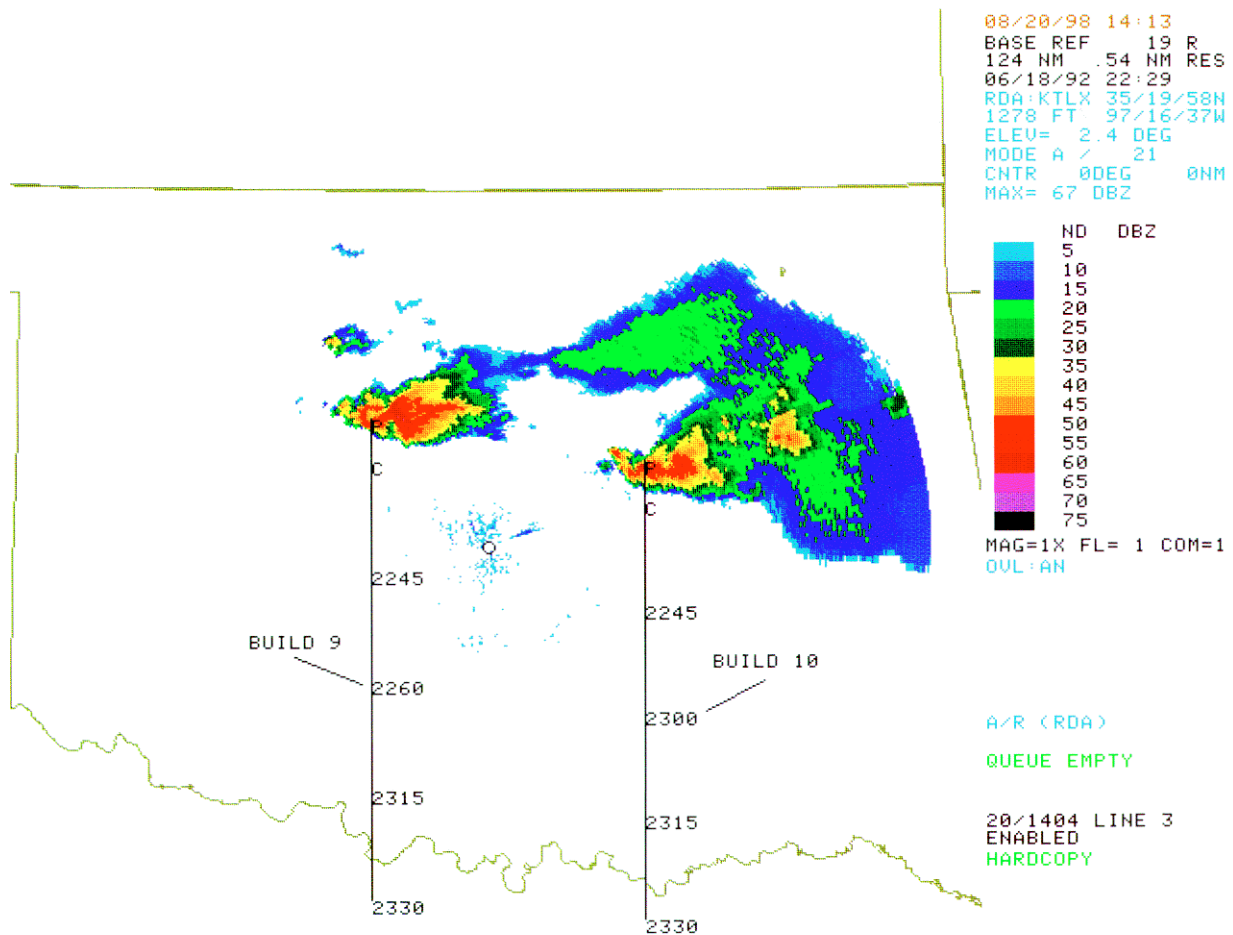 08/20/98 14:13
BASE REF 19 R
124 NM .54 NM RES
06/18/92 22:29
RDA:KTLX 35/19/58N
1278 FT 97/16/37W
ELEV= 2.4 DEG
MODE A / 21
CNTR 0DEG 0NM
MAX= 67 DBZ
ND DBZ
5
10
15
20
25
30
35
40
45
50
55
60
65
70
75
MAG=1X FL= 1 COM=1
OVL:AN
P
C
2245
BUILD 9
2260
2315
2330
P
C
2245
BUILD 10
2300
2315
2330
A/R (RDA)
QUEUE EMPTY
20/1404 LINE 3
ENABLED
HARDCOPY